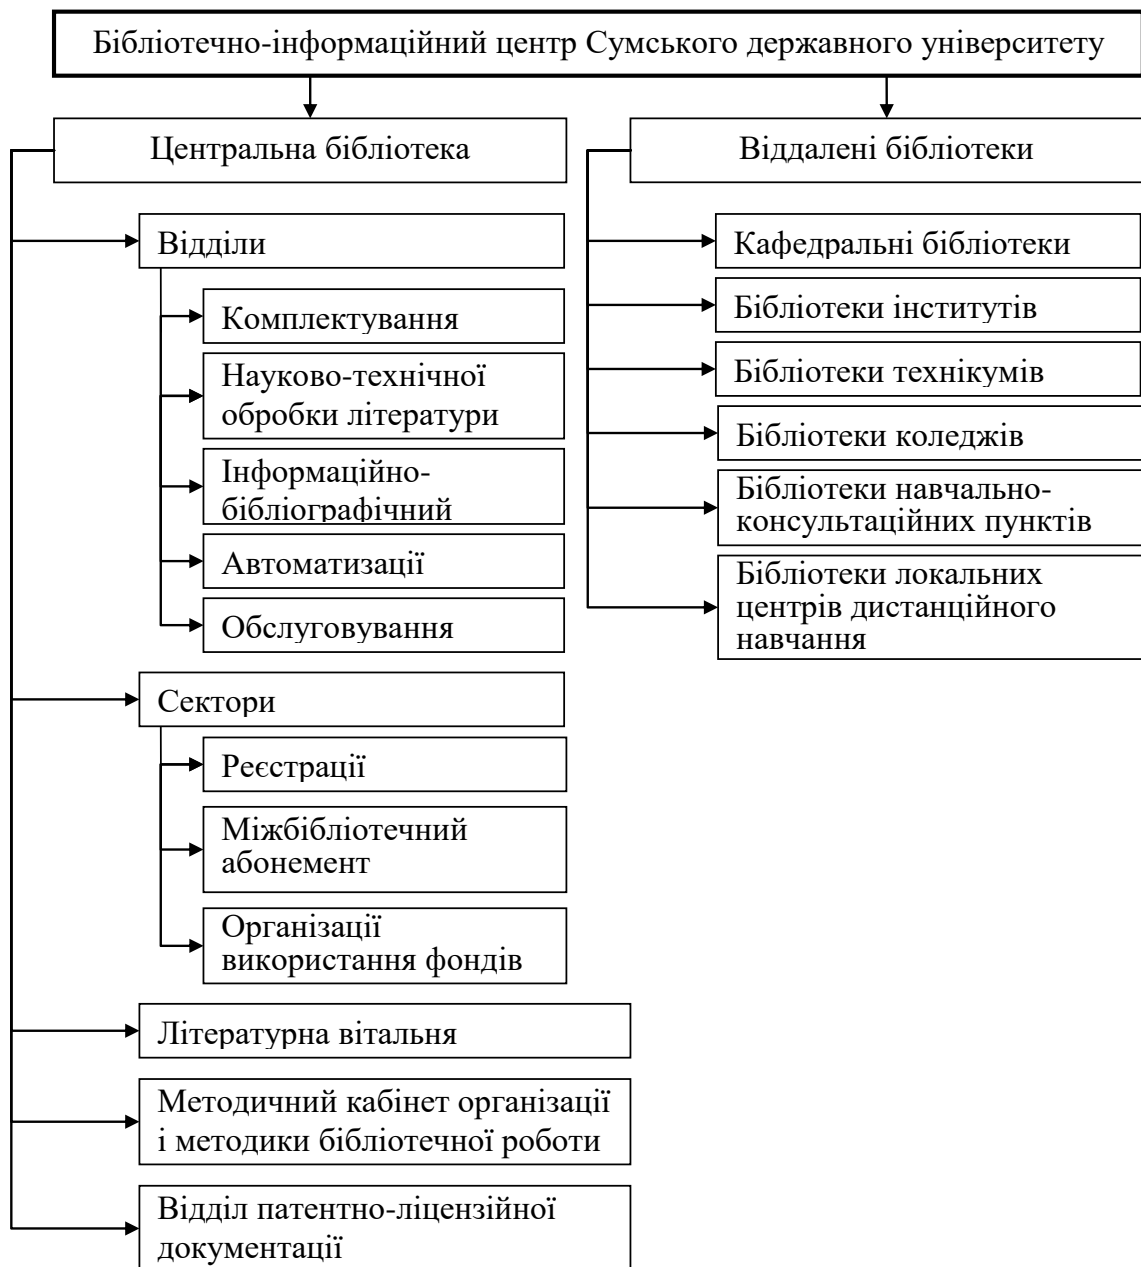 Бібліотечно-інформаційний центр Сумського державного університету
Центральна бібліотека
Відділи
Комплектування
Науково-технічної
обробки літератури
Інформаційно-
бібліографічний
Автоматизації
Обслуговування
Сектори
Реєстрації
Міжбібліотечний
абонемент
Організації
використання фондів
Літературна вітальня
Методичний кабінет організації
і методики бібліотечної роботи
Відділ патентно-ліцензійної
документації
Віддалені бібліотеки
Кафедральні бібліотеки
Бібліотеки інститутів
Бібліотеки технікумів
Бібліотеки коледжів
Бібліотеки навчально-
консультаційних пунктів
Бібліотеки локальних
центрів дистанційного
навчання